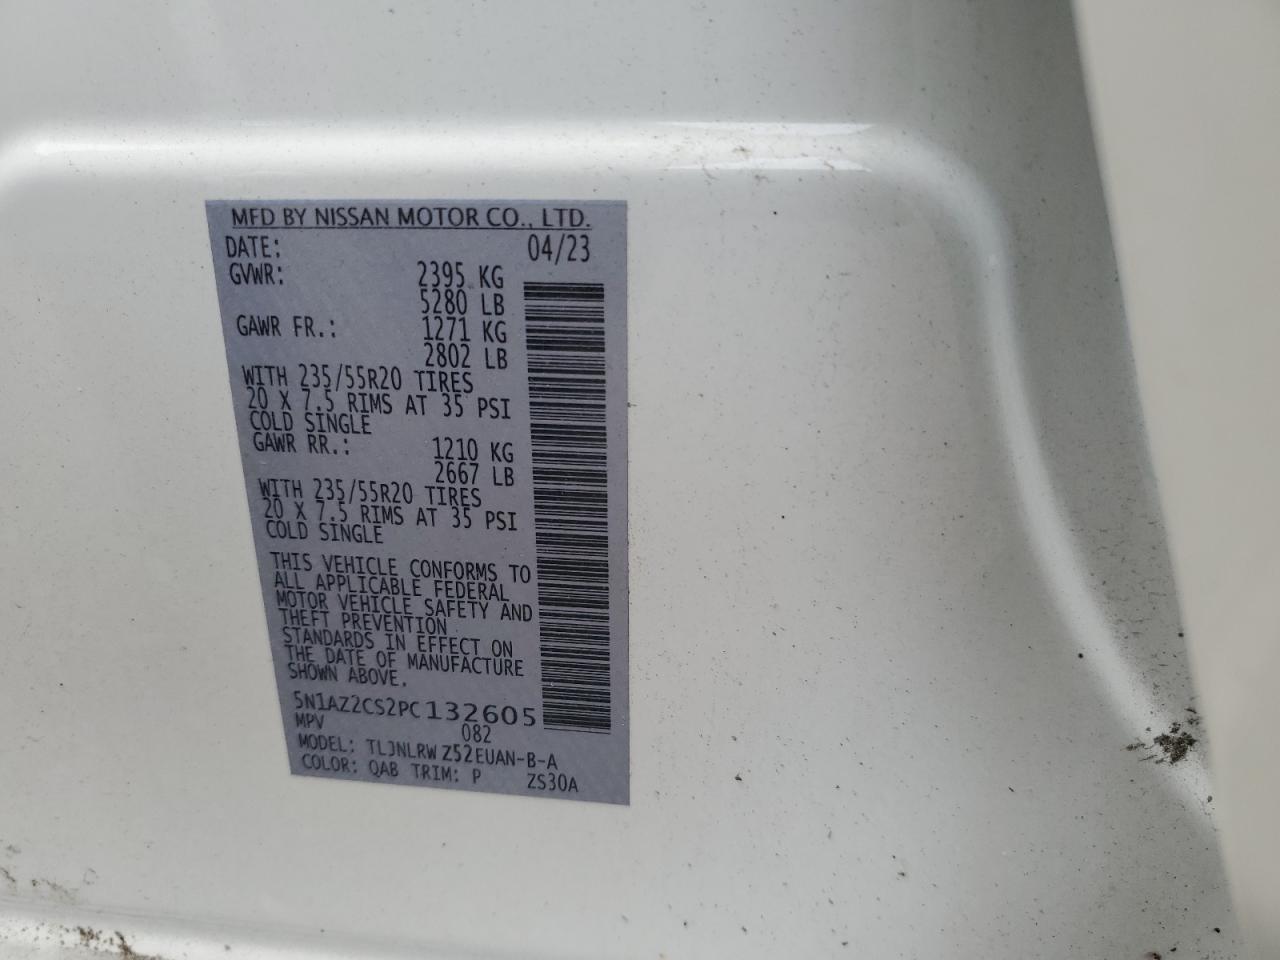 MFD BY NISSAN MOTOR CO., LTD.
DATE: 04/23
GVWR: 2395 KG
5280 LB
GAWR FR.: 1271 KG
2802 LB
WITH 235/55R20 TIRES
20 X 7.5 RIMS AT 35 PSI
COLD SINGLE
GAWR RR.: 1210 KG
2667 LB
WITH 235/55R20 TIRES
20 X 7.5 RIMS AT 35 PSI
COLD SINGLE
THIS VEHICLE CONFORMS TO
ALL APPLICABLE FEDERAL
MOTOR VEHICLE SAFETY AND
THEFT PREVENTION
STANDARDS IN EFFECT ON
THE DATE OF MANUFACTURE
SHOWN ABOVE.
5N1AZ2CS2PC132605
MPV 082
MODEL: TLJNLRW Z52EUAN-B-A
COLOR: QAB TRIM: P ZS30A